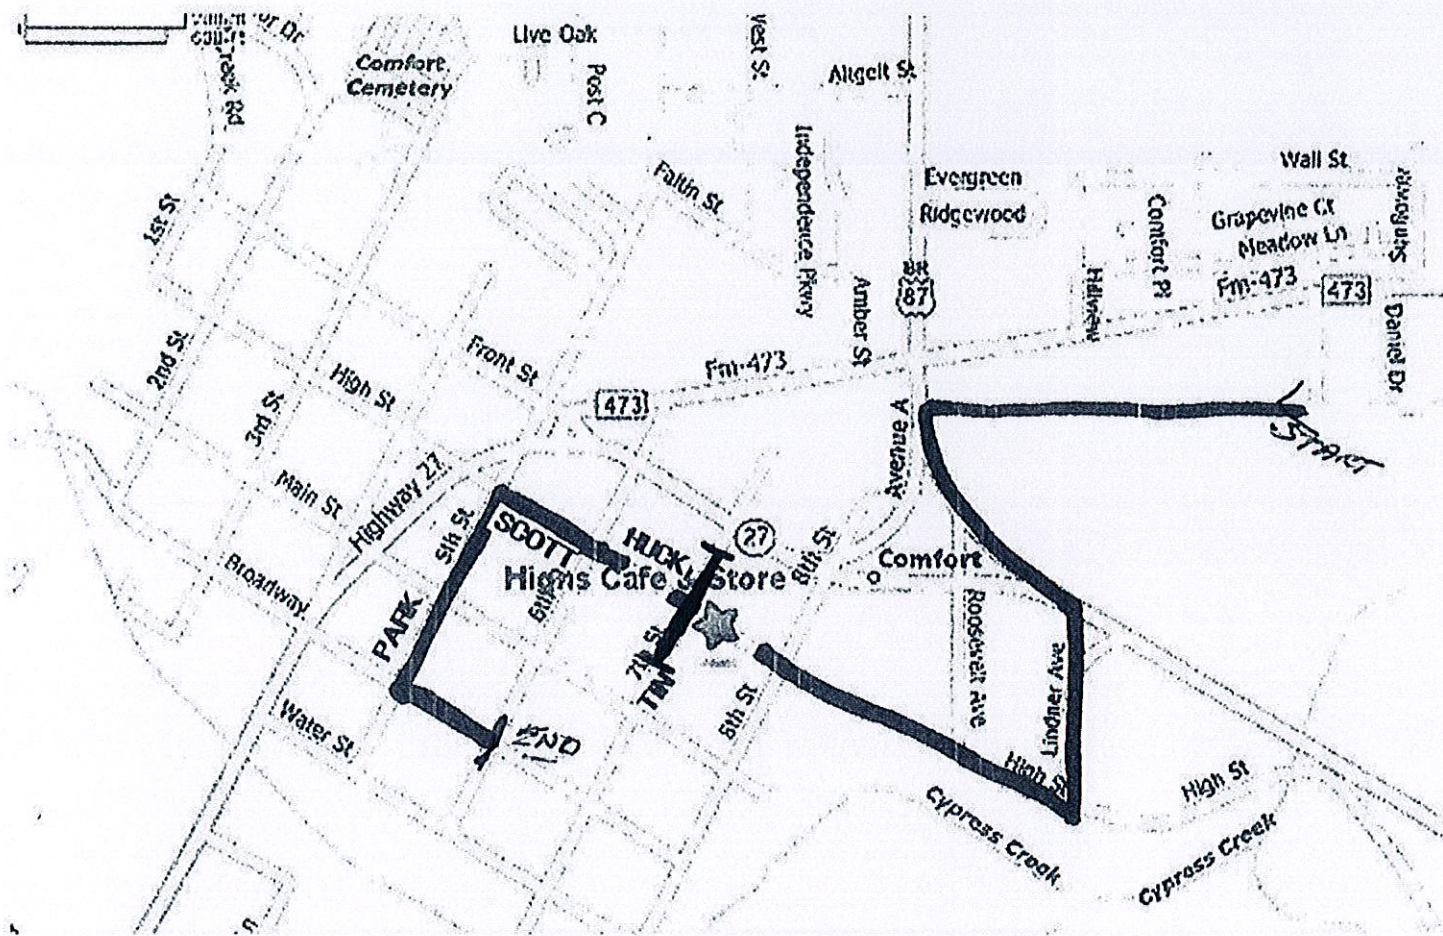 Live Oak
Comfort
Cemetery
Post C
Altgelt St
Independence Pkwy
Faltin St
Evergreen
Ridgewood
Wall St
Comfort Pl
Grapevine Ct
Meadow Ln
Fm-473
473
Hillview
Daniel Dr
1st St
87
Amber St
2nd St
High St
Front St
Fm-473
473
3rd St
Avenue A
START
Main St
Highway 27
5th St
SCOTT
HUCK
27
8th St
Comfort
Broadway
Highs Cafe & Store
PARK
6th St
7th St
TIM
Roosevelt Ave
Lindner Ave
8th St
Water St
END
High St
High St
Cypress Creek
Cypress Creek